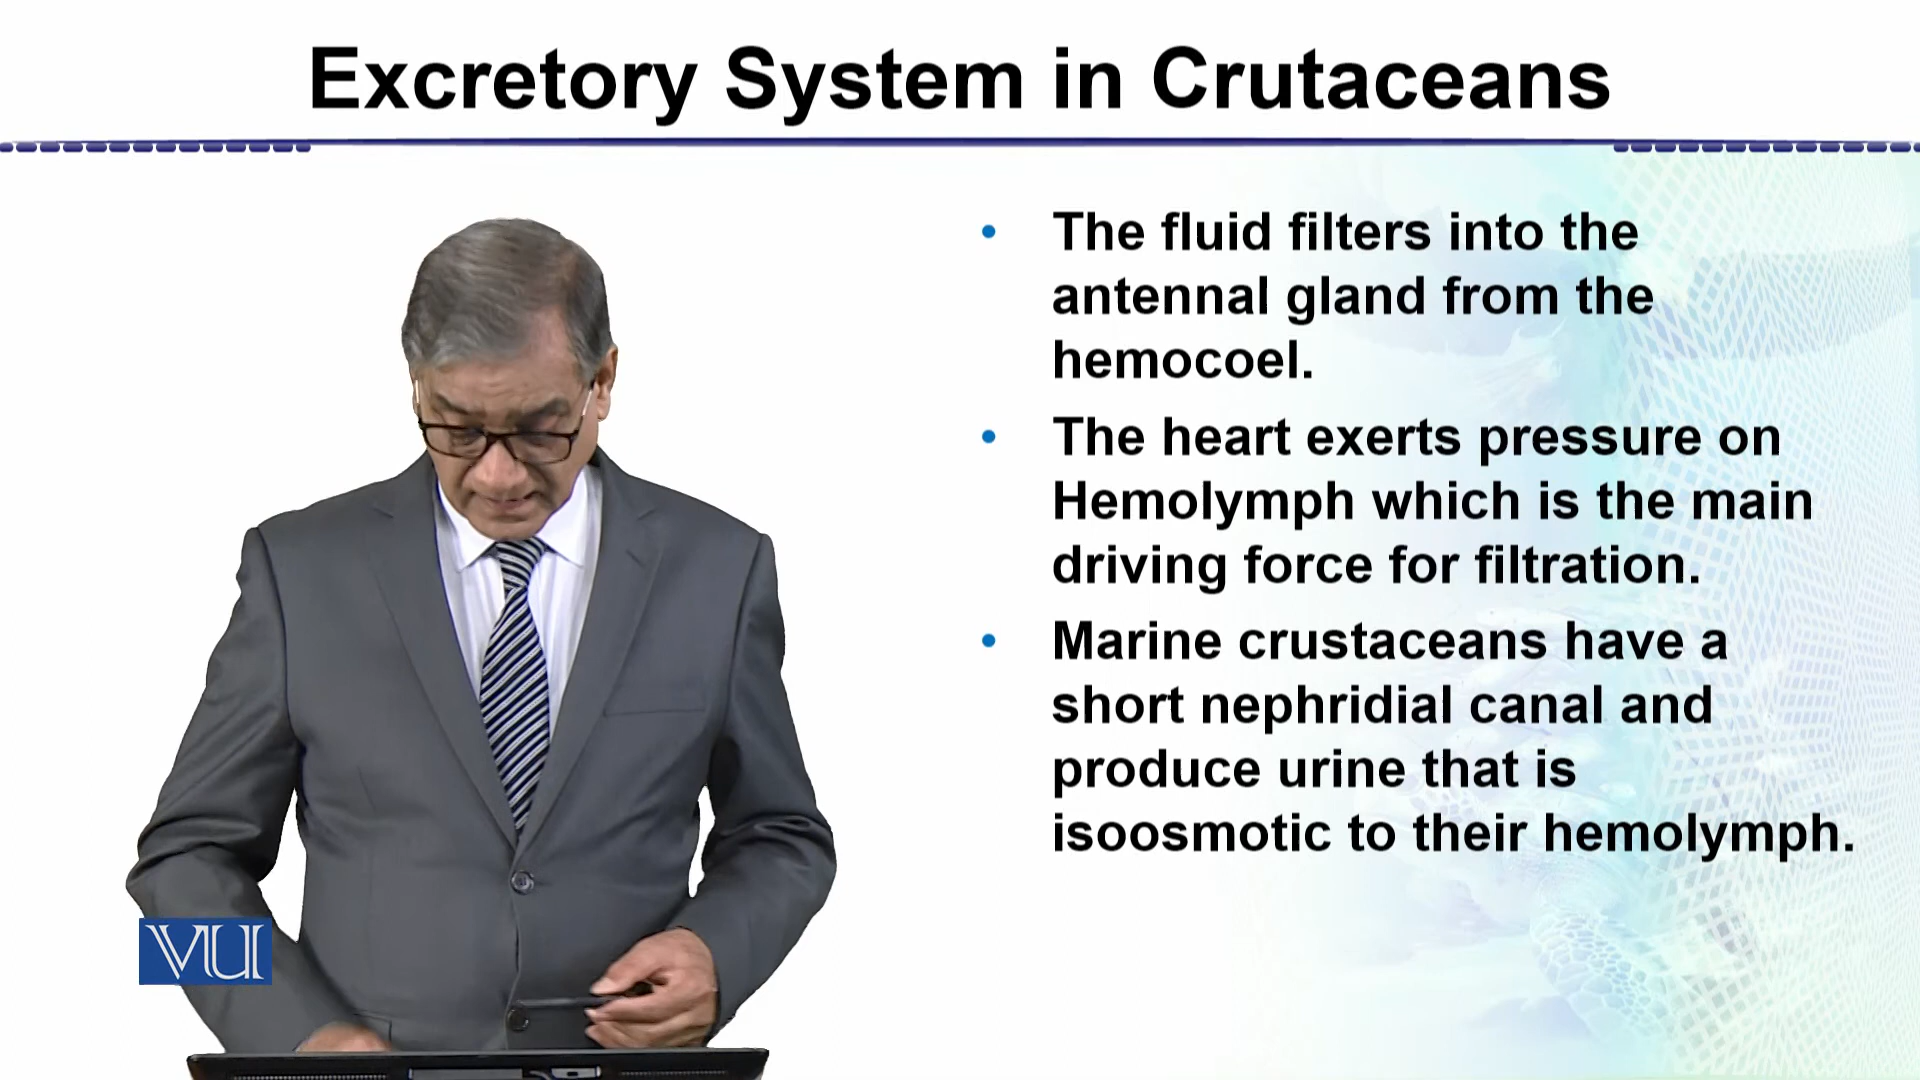 Excretory System in Crutaceans
• The fluid filters into the
antennal gland from the
hemocoel.
• The heart exerts pressure on
Hemolymph which is the main
driving force for filtration.
• Marine crustaceans have a
short nephridial canal and
produce urine that is
isoosmotic to their hemolymph.
VU